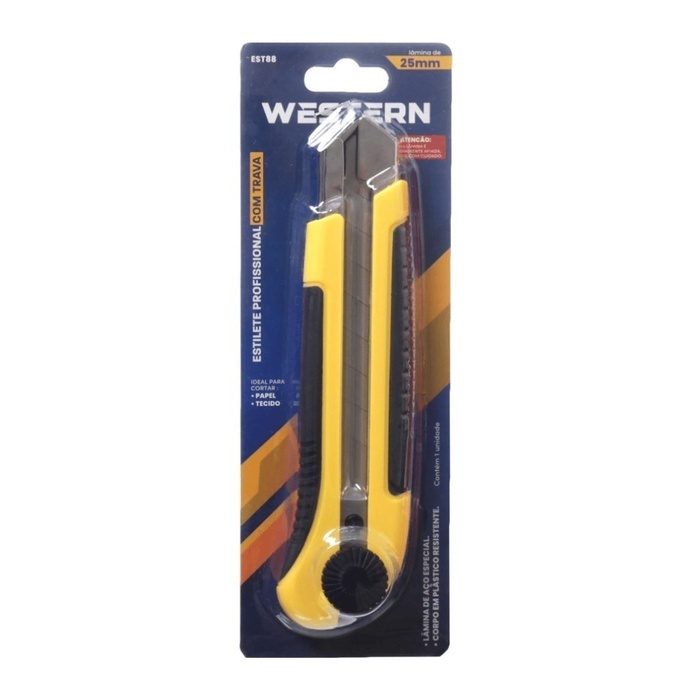 EST88
lâmina de
25mm
WESTERN
ATENÇÃO:
ESTILETE PROFISSIONAL COM TRAVA
IDEAL PARA
CORTAR:
• PAPEL
• TECIDO
Contém 1 unidade
• LÂMINA DE AÇO ESPECIAL.
• CORPO EM PLÁSTICO RESISTENTE.